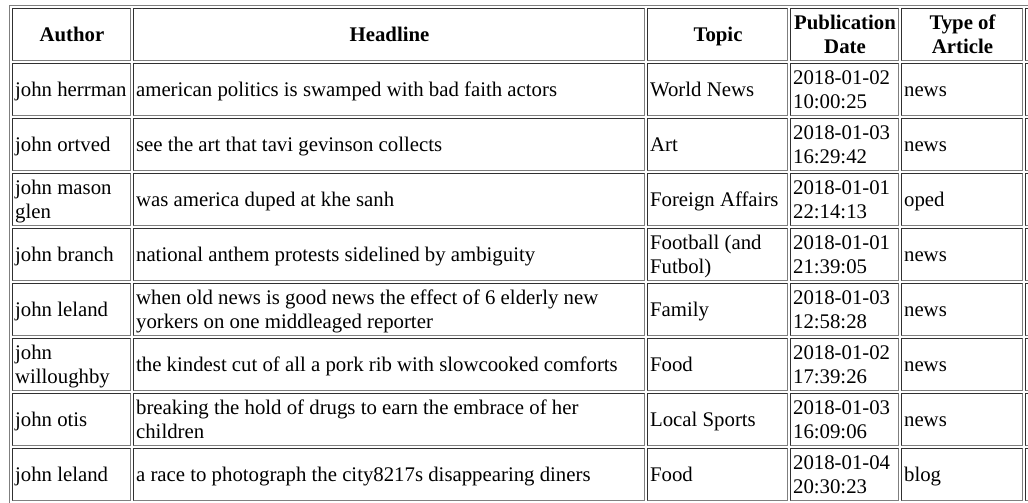 Author Headline Topic Publication Date Type of Article
john herrman american politics is swamped with bad faith actors World News 2018-01-02 10:00:25 news
john ortved see the art that tavi gevinson collects Art 2018-01-03 16:29:42 news
john mason glen was america duped at khe sanh Foreign Affairs 2018-01-01 22:14:13 oped
john branch national anthem protests sidelined by ambiguity Football (and Futbol) 2018-01-01 21:39:05 news
john leland when old news is good news the effect of 6 elderly new yorkers on one middleaged reporter Family 2018-01-03 12:58:28 news
john willoughby the kindest cut of all a pork rib with slowcooked comforts Food 2018-01-02 17:39:26 news
john otis breaking the hold of drugs to earn the embrace of her children Local Sports 2018-01-03 16:09:06 news
john leland a race to photograph the city8217s disappearing diners Food 2018-01-04 20:30:23 blog